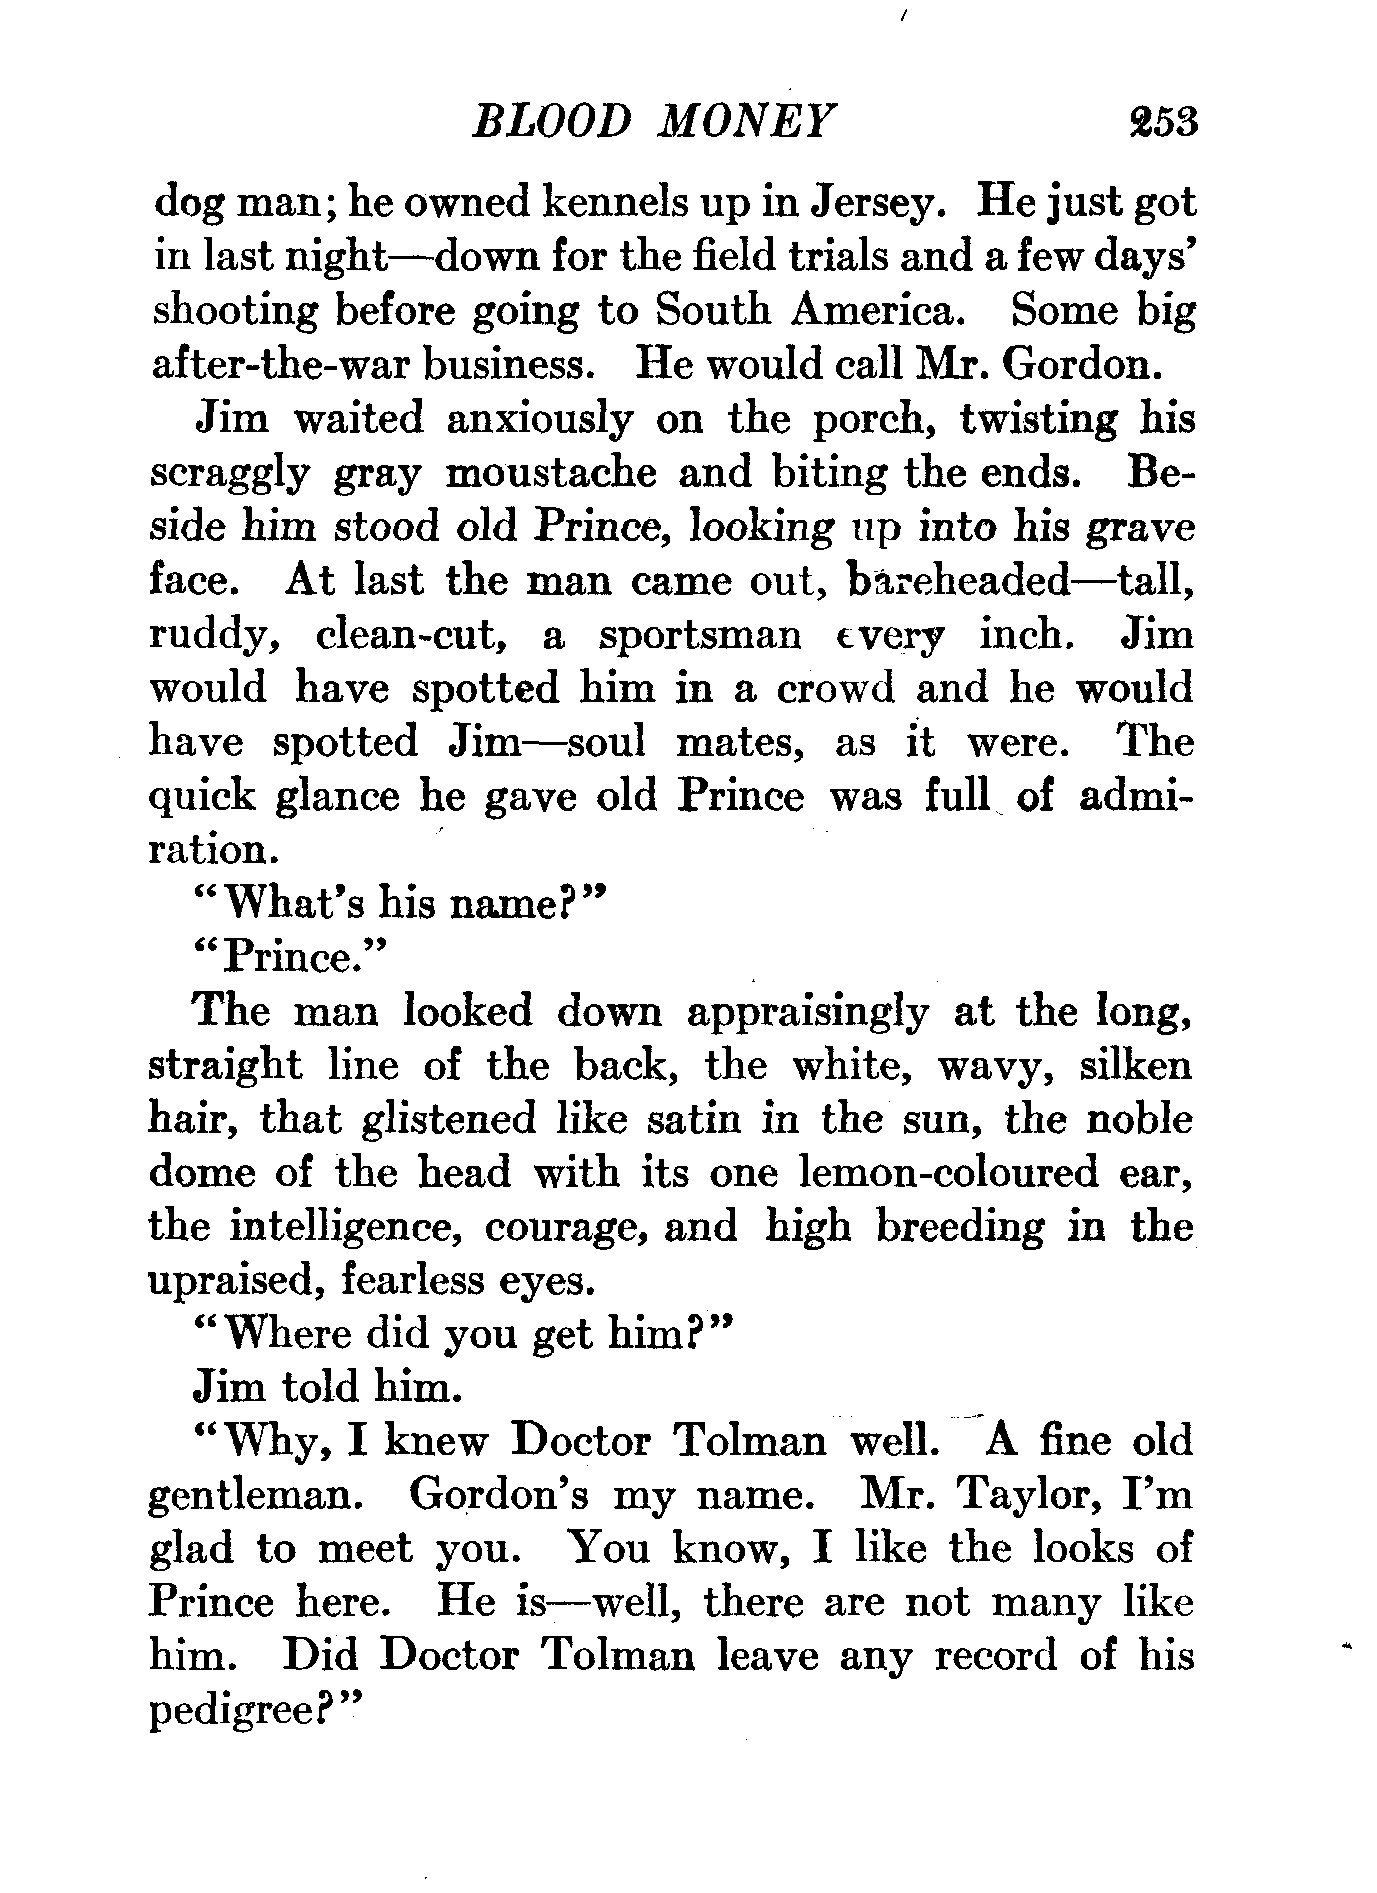 BLOOD MONEY 253
dog man; he owned kennels up in Jersey. He just got
in last night—down for the field trials and a few days'
shooting before going to South America. Some big
after-the-war business. He would call Mr. Gordon.
Jim waited anxiously on the porch, twisting his
scraggly gray moustache and biting the ends. Be-
side him stood old Prince, looking up into his grave
face. At last the man came out, bareheaded—tall,
ruddy, clean-cut, a sportsman every inch. Jim
would have spotted him in a crowd and he would
have spotted Jim—soul mates, as it were. The
quick glance he gave old Prince was full of admi-
ration.
"What's his name?"
"Prince."
The man looked down appraisingly at the long,
straight line of the back, the white, wavy, silken
hair, that glistened like satin in the sun, the noble
dome of the head with its one lemon-coloured ear,
the intelligence, courage, and high breeding in the
upraised, fearless eyes.
"Where did you get him?"
Jim told him.
"Why, I knew Doctor Tolman well. A fine old
gentleman. Gordon's my name. Mr. Taylor, I'm
glad to meet you. You know, I like the looks of
Prince here. He is—well, there are not many like
him. Did Doctor Tolman leave any record of his
pedigree?"